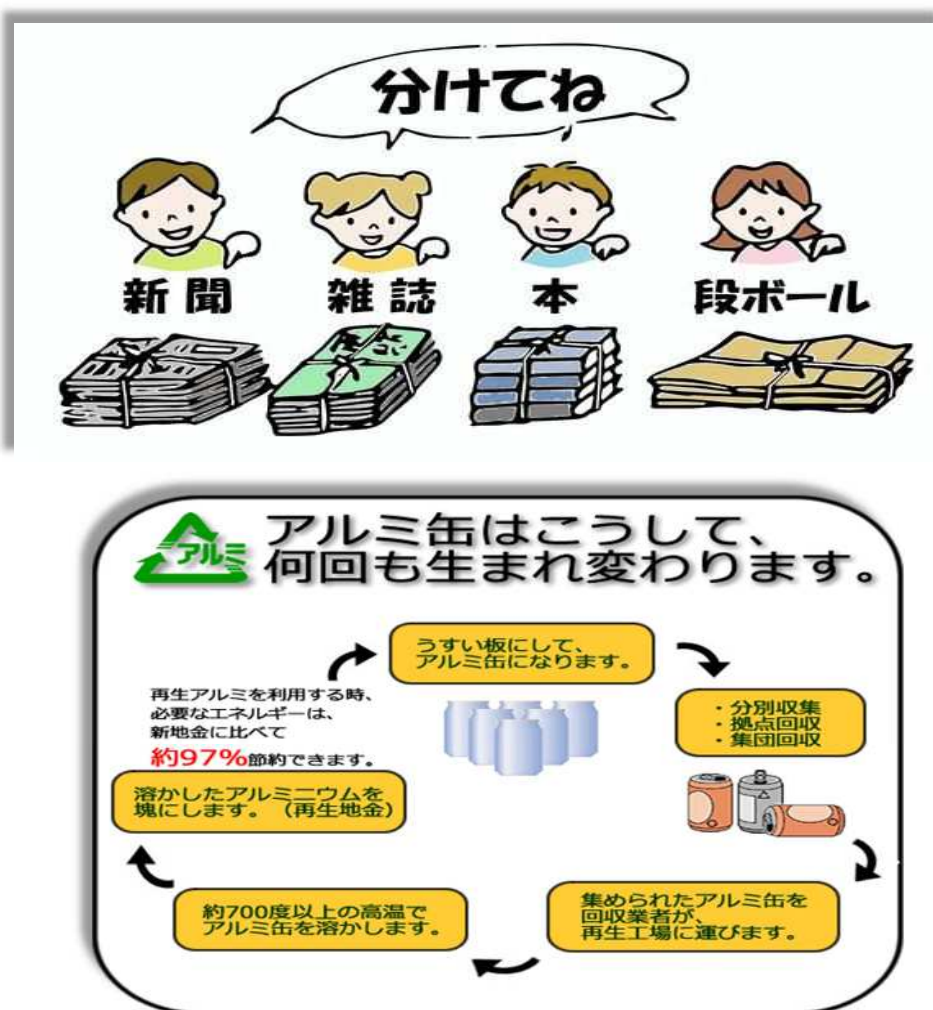 分けてね
新聞
雑誌
本
段ボール
アルミ
アルミ缶はこうして、
何回も生まれ変わります。
うすい板にして、
アルミ缶になります。
・分別収集
・拠点回収
・集団回収
集められたアルミ缶を
回収業者が、
再生工場に運びます。
約700度以上の高温で
アルミ缶を溶かします。
溶かしたアルミニウムを
塊にします。（再生地金）
再生アルミを利用する時、
必要なエネルギーは、
新地金に比べて
約97%節約できます。